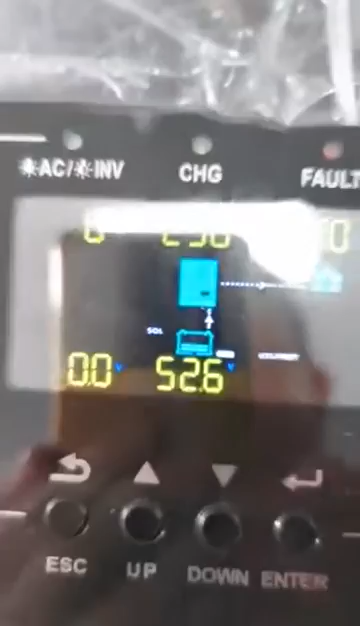 ☀AC/☀INV CHG FAULT
SOL
0.0 V 52.6 V
ESC UP DOWN ENTER